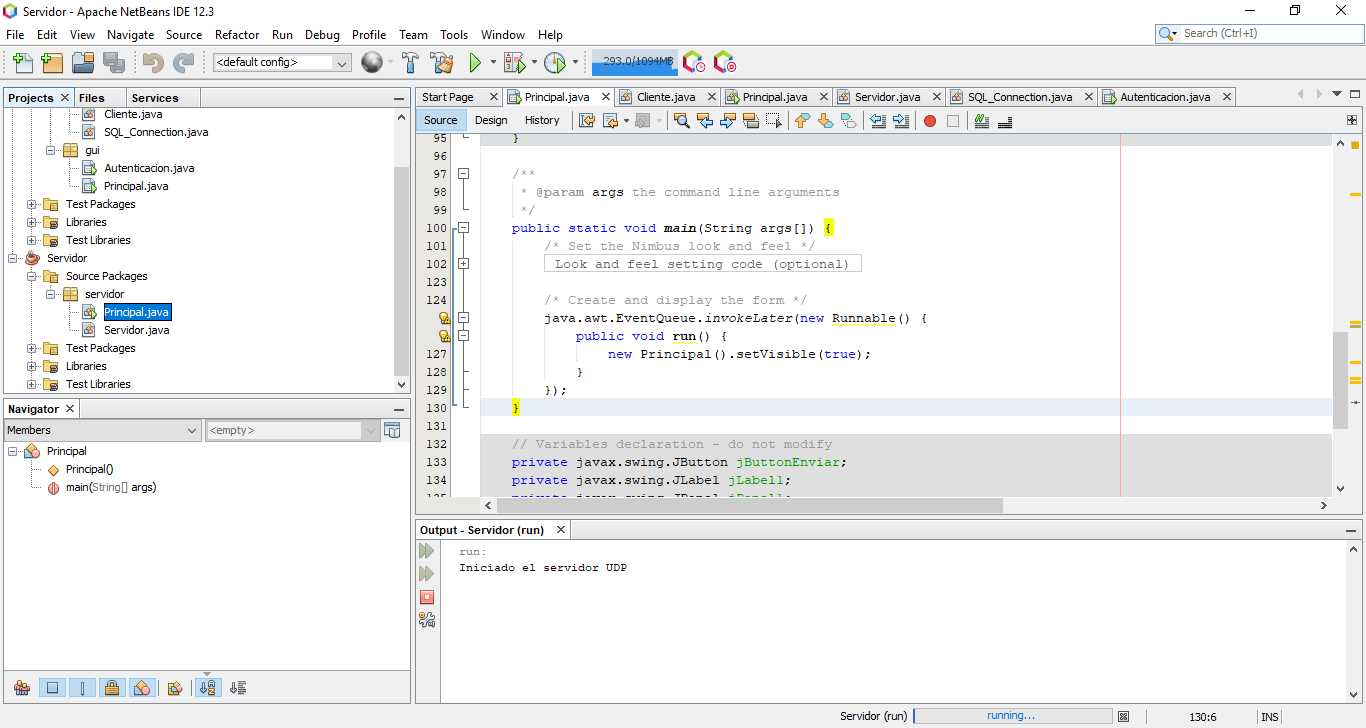 Servidor - Apache NetBeans IDE 12.3
File Edit View Navigate Source Refactor Run Debug Profile Team Tools Window Help
Search (Ctrl+I)
<default config>
293.0/1094MB
Projects Files Services
Cliente.java
SQL_Connection.java
gui
Autenticacion.java
Principal.java
Test Packages
Libraries
Test Libraries
Servidor
Source Packages
servidor
Principal.java
Servidor.java
Test Packages
Libraries
Test Libraries
Navigator
Members <empty>
Principal
Principal()
main(String[] args)
Start Page Principal.java Cliente.java Principal.java Servidor.java SQL_Connection.java Autenticacion.java
Source Design History
95 }
96
97 /**
98 * @param args the command line arguments
99 */
100 public static void main(String args[]) {
101 /* Set the Nimbus look and feel */
102 Look and feel setting code (optional)
123
124 /* Create and display the form */
java.awt.EventQueue.invokeLater(new Runnable() {
public void run() {
127 new Principal().setVisible(true);
128 }
129 });
130 }
131
132 // Variables declaration - do not modify
133 private javax.swing.JButton jButtonEnviar;
134 private javax.swing.JLabel jLabel1;
135 private javax.swing.JPanel jPanel1;
Output - Servidor (run)
run:
Iniciado el servidor UDP
Servidor (run) running... 130:6 INS